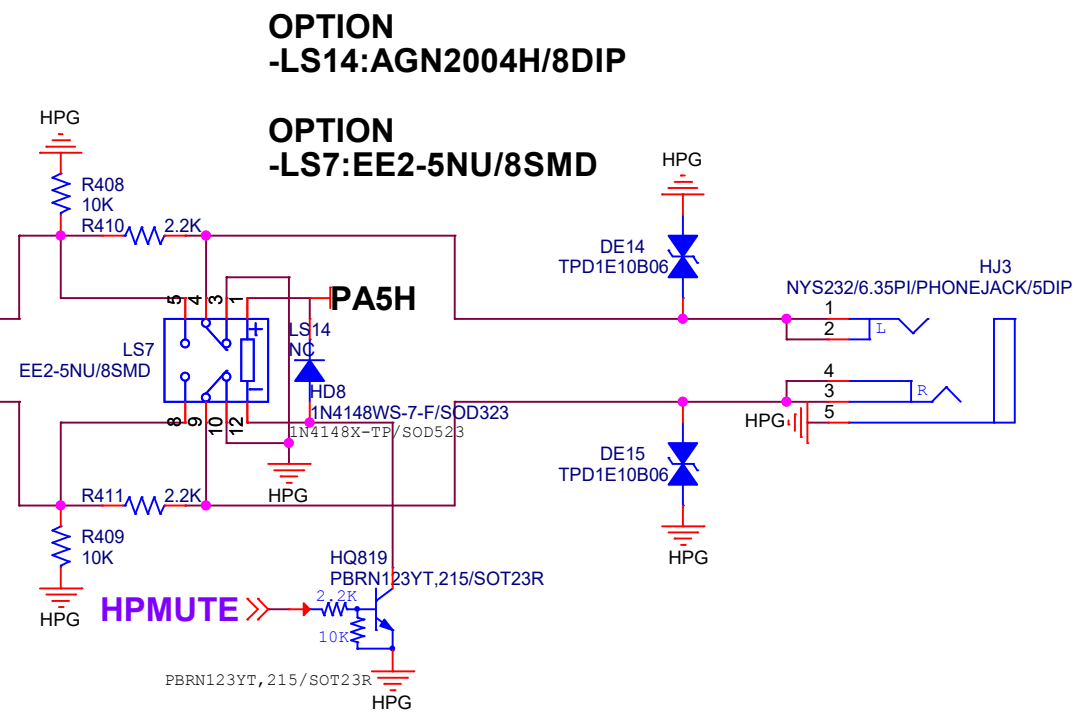 OPTION
-LS14:AGN2004H/8DIP
OPTION
-LS7:EE2-5NU/8SMD
HPG
R408
10K
R410 2.2K
5 4 3 1
PA5H
LS14
NC
LS7
EE2-5NU/8SMD
HD8
1N4148WS-7-F/SOD323
1N4148X-TP/SOD523
8 9 10 12
HPG
R411 2.2K
R409
10K
HPG
HPMUTE
HQ819
PBRN123YT,215/SOT23R
2.2K
10K
PBRN123YT,215/SOT23R
HPG
HPG
DE14
TPD1E10B06
HJ3
NYS232/6.35PI/PHONEJACK/5DIP
1
2
L
4
3
R
5
HPG
DE15
TPD1E10B06
HPG